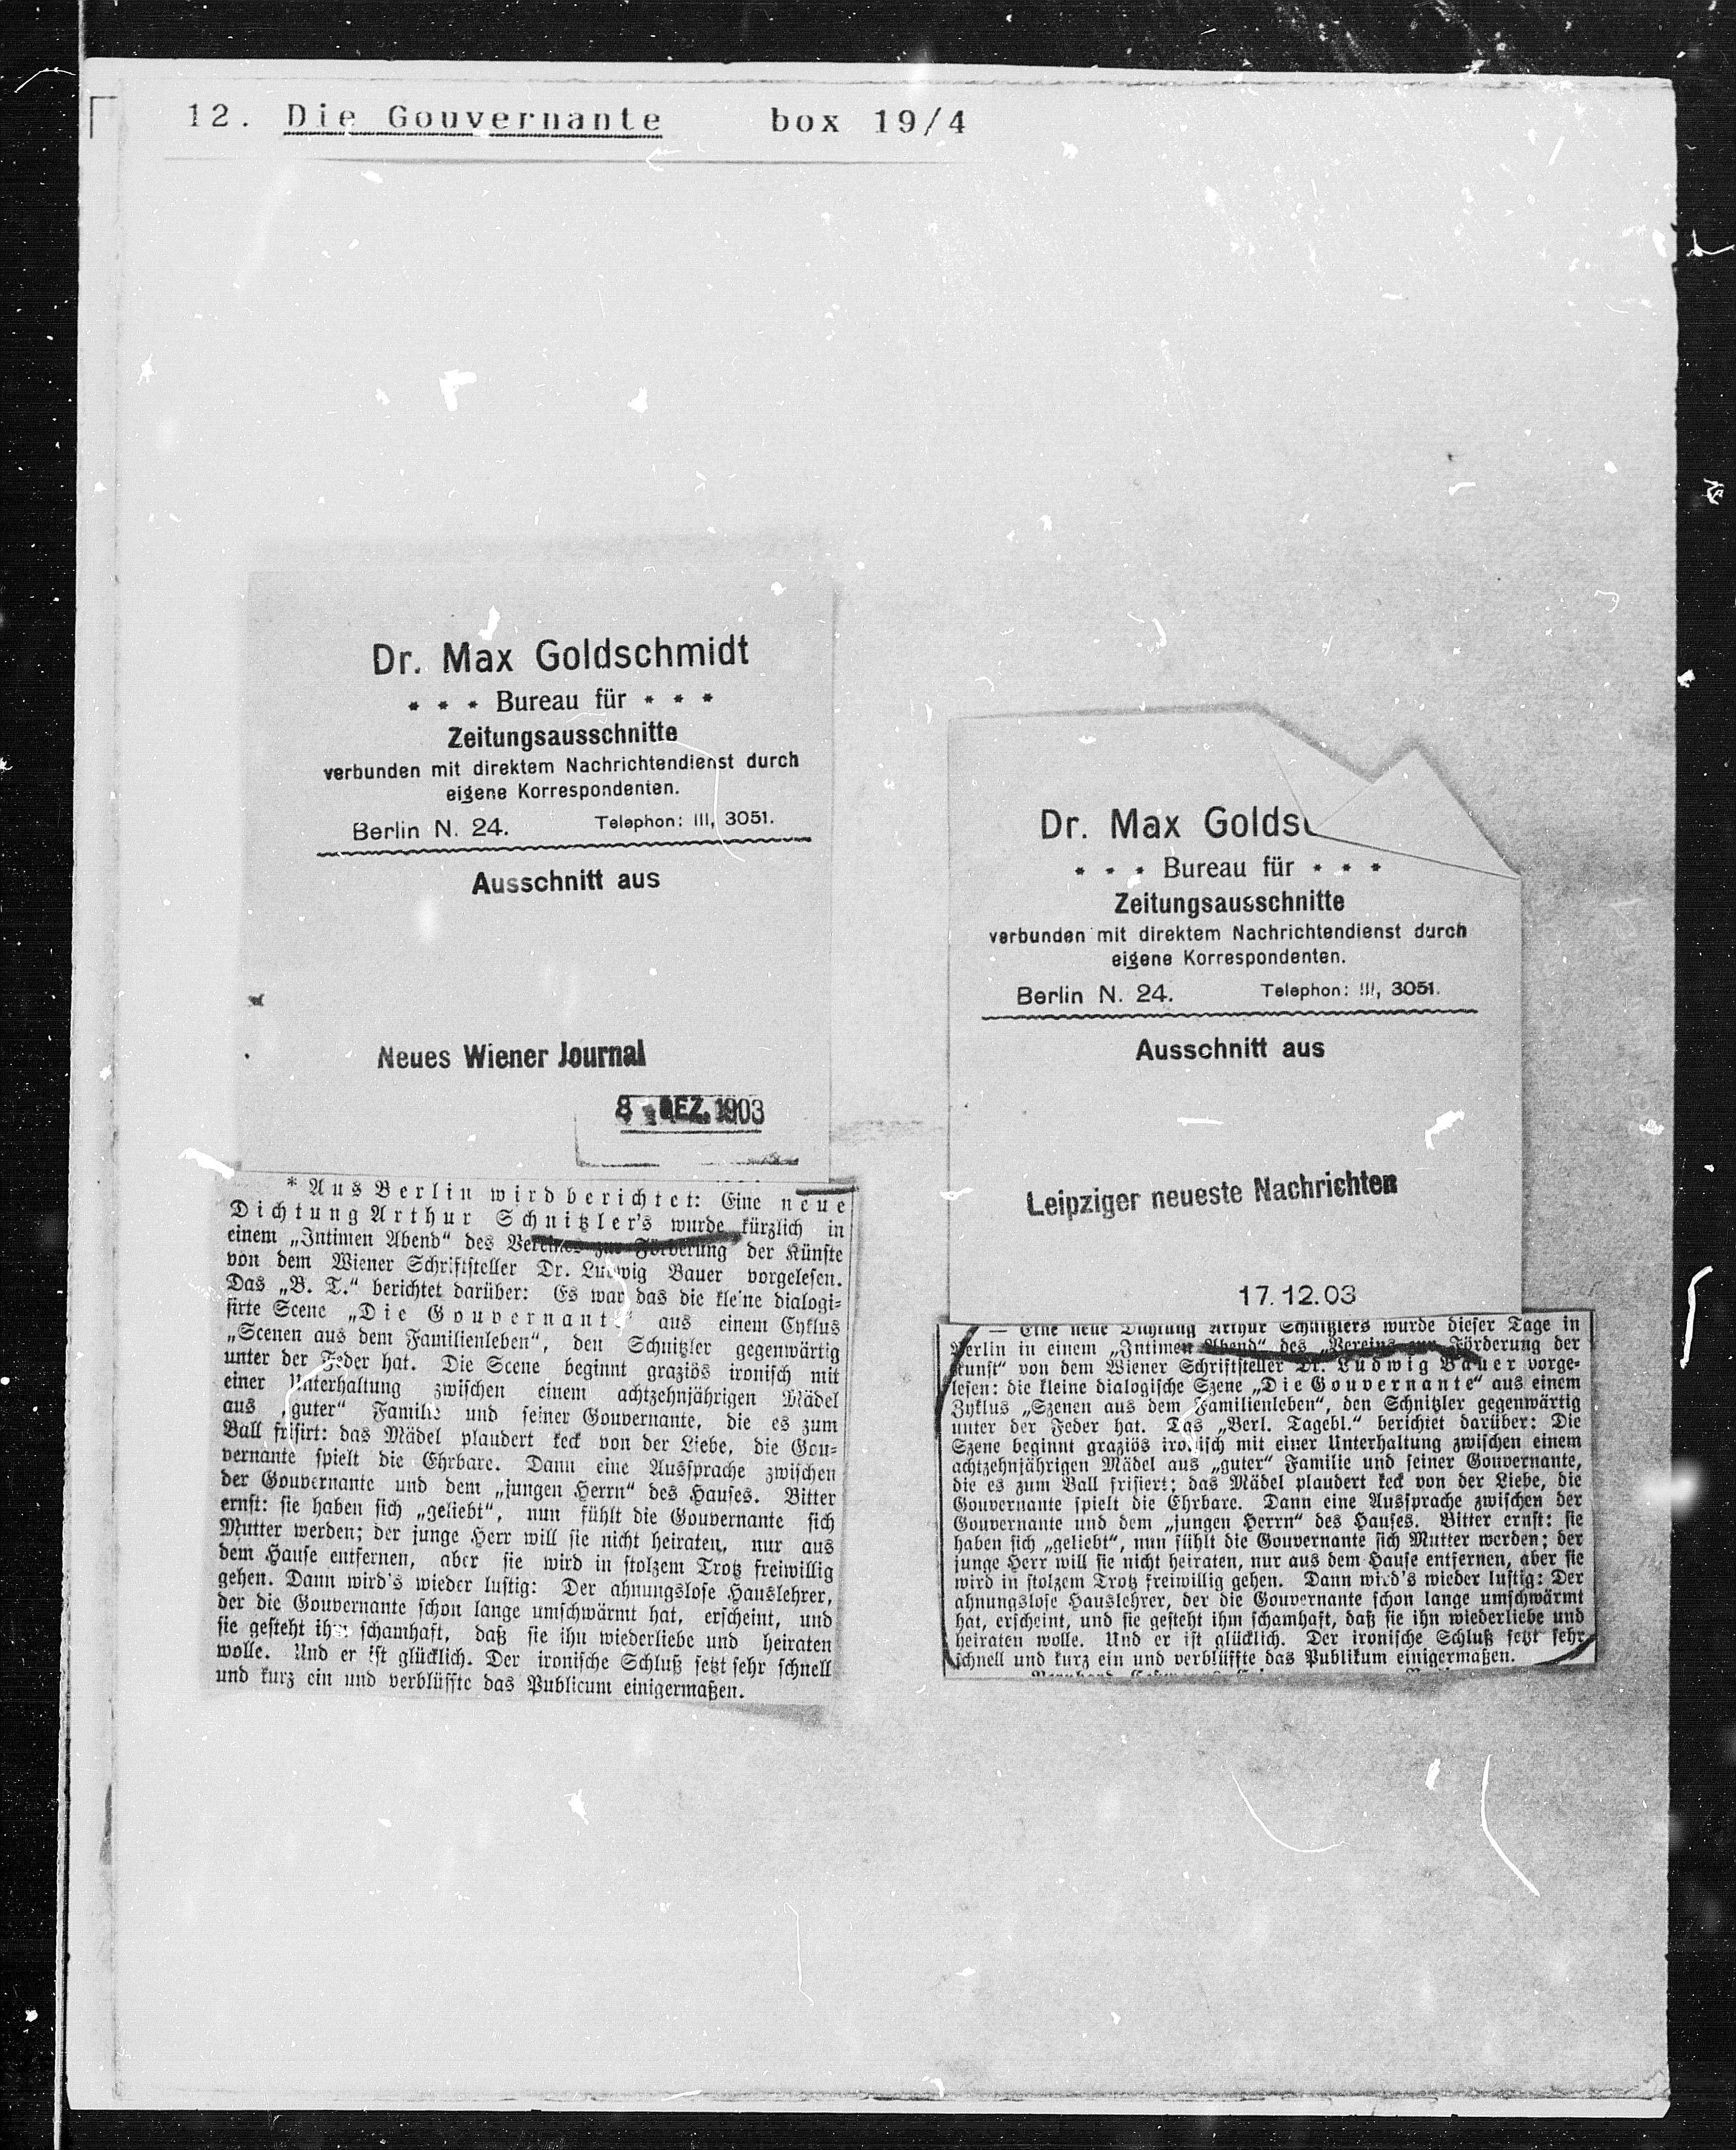 12. Die Gouvernante box 19/4
Dr. Max Goldschmidt
* * * Bureau für * * *
Zeitungsausschnitte
verbunden mit direktem Nachrichtendienst durch
eigene Korrespondenten.
Berlin N. 24. Telephon: III, 3051.
Ausschnitt aus
Neues Wiener Journal
8 DEZ. 1903
* Aus Berlin wird berichtet: Eine neue
Dichtung Arthur Schnitzler's wurde kürzlich in
einem „Intimen Abend" des Vereines zur Förderung der Künste
von dem Wiener Schriftsteller Dr. Ludwig Bauer vorgelesen.
Das „B. T." berichtet darüber: Es war das die kleine dialogi-
sirte Scene „Die Gouvernante" aus einem Cyklus
„Scenen aus dem Familienleben", den Schnitzler gegenwärtig
unter der Feder hat. Die Scene beginnt graziös ironisch mit
einer Unterhaltung zwischen einem achtzehnjährigen Mädel
aus „guter" Familie und seiner Gouvernante, die es zum
Ball frisirt: das Mädel plaudert keck von der Liebe, die Gou-
vernante spielt die Ehrbare. Dann eine Aussprache zwischen
der Gouvernante und dem „jungen Herrn" des Hauses. Bitter
ernst: sie haben sich „geliebt", nun fühlt die Gouvernante sich
Mutter werden; der junge Herr will sie nicht heiraten, nur aus
dem Hause entfernen, aber sie wird in stolzem Trotz freiwillig
gehen. Dann wird's wieder lustig: Der ahnungslose Hauslehrer,
der die Gouvernante schon lange umschwärmt hat, erscheint, und
sie gesteht ihm schamhaft, daß sie ihn wiederliebe und heiraten
wolle. Und er ist glücklich. Der ironische Schluß setzt sehr schnell
und kurz ein und verblüffte das Publicum einigermaßen.
Dr. Max Golds
* * * Bureau für * * *
Zeitungsausschnitte
verbunden mit direktem Nachrichtendienst durch
eigene Korrespondenten.
Berlin N. 24. Telephon: III, 3051.
Ausschnitt aus
Leipziger neueste Nachrichten
17.12.03
— Eine neue Dichtung Arthur Schnitzlers wurde dieser Tage in
Berlin in einem „Intimen Abend" des „Vereins zur Förderung der
Kunst" von dem Wiener Schriftsteller Dr. Ludwig Bauer vorge-
lesen: die kleine dialogische Szene „Die Gouvernante" aus einem
Zyklus „Szenen aus dem Familienleben", den Schnitzler gegenwärtig
unter der Feder hat. Das „Berl. Tagebl." berichtet darüber: Die
Szene beginnt graziös ironisch mit einer Unterhaltung zwischen einem
achtzehnjährigen Mädel aus „guter" Familie und seiner Gouvernante,
die es zum Ball frisiert; das Mädel plaudert keck von der Liebe, die
Gouvernante spielt die Ehrbare. Dann eine Aussprache zwischen der
Gouvernante und dem „jungen Herrn" des Hauses. Bitter ernst: sie
haben sich „geliebt", nun fühlt die Gouvernante sich Mutter werden; der
junge Herr will sie nicht heiraten, nur aus dem Hause entfernen, aber sie
wird in stolzem Trotz freiwillig gehen. Dann wird's wieder lustig: Der
ahnungslose Hauslehrer, der die Gouvernante schon lange umschwärmt
hat, erscheint, und sie gesteht ihm schamhaft, daß sie ihn wiederliebe und
heiraten wolle. Und er ist glücklich. Der ironische Schluß setzt sehr
schnell und kurz ein und verblüffte das Publikum einigermaßen.